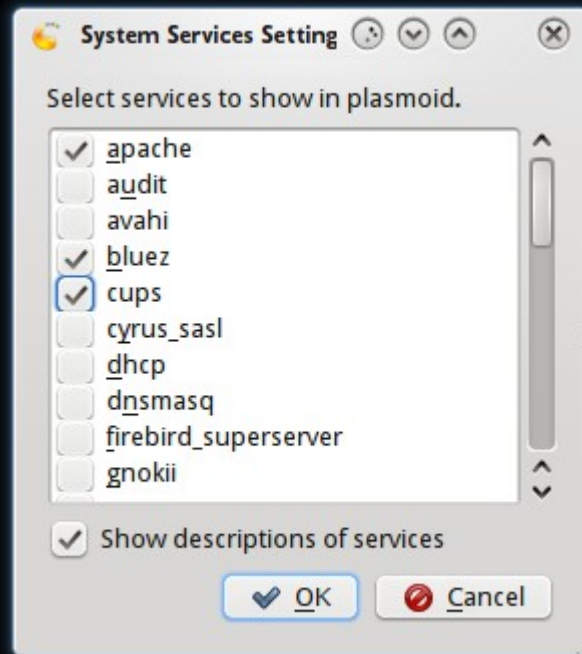 System Services Setting
Select services to show in plasmoid.
apache
audit
avahi
bluez
cups
cyrus_sasl
dhcp
dnsmasq
firebird_superserver
gnokii
Show descriptions of services
OK
Cancel